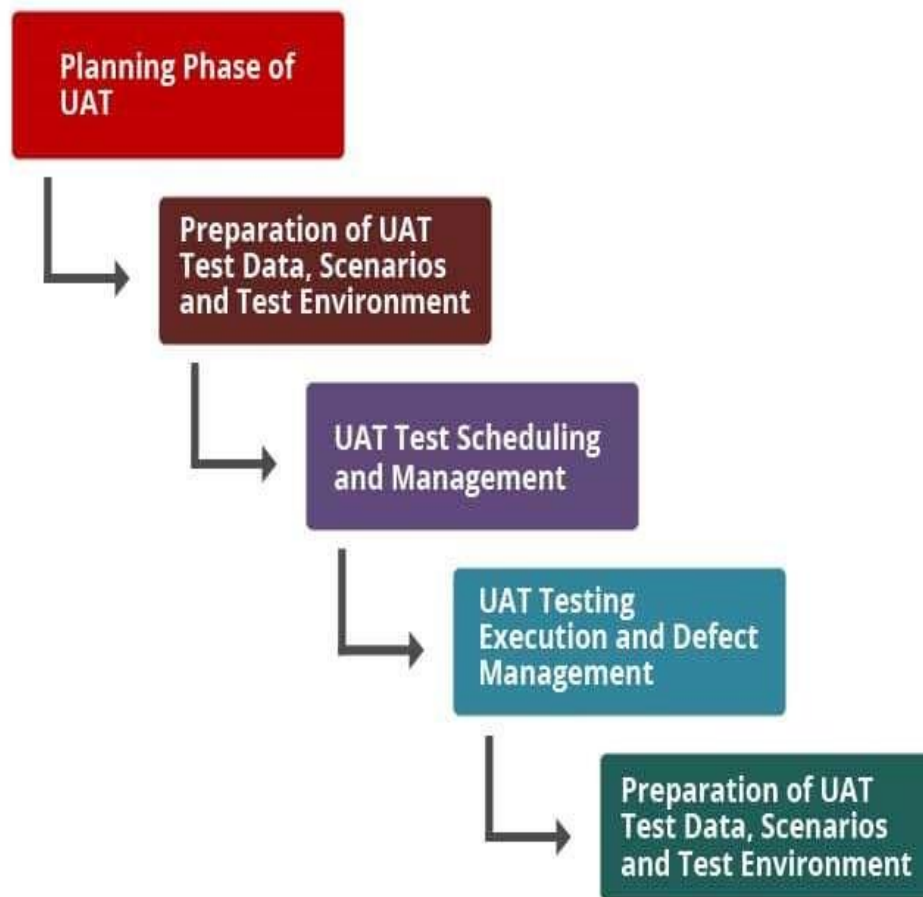 Planning Phase of
UAT
Preparation of UAT
Test Data, Scenarios
and Test Environment
UAT Test Scheduling
and Management
UAT Testing
Execution and Defect
Management
Preparation of UAT
Test Data, Scenarios
and Test Environment